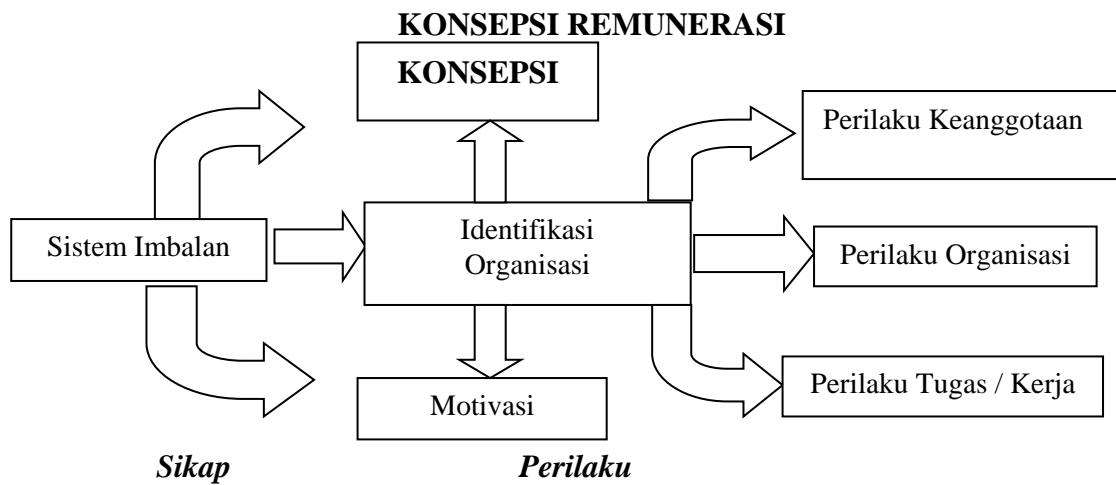 KONSEPSI REMUNERASI
KONSEPSI
Perilaku Keanggotaan
Sistem Imbalan
Identifikasi
Organisasi
Perilaku Organisasi
Motivasi
Perilaku Tugas / Kerja
Sikap
Perilaku